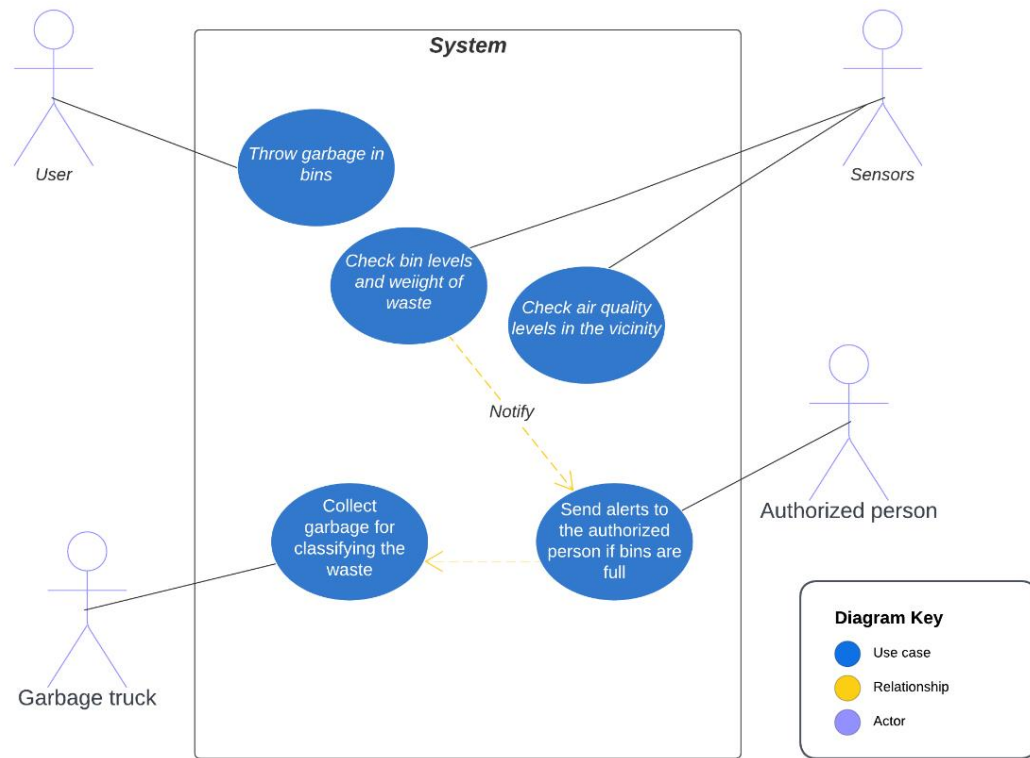 System
User
Sensors
Throw garbage in
bins
Check bin levels
and weiight of
waste
Check air quality
levels in the vicinity
Notify
Authorized person
Collect
garbage for
classifying the
waste
Send alerts to
the authorized
person if bins are
full
Garbage truck
Diagram Key
Use case
Relationship
Actor